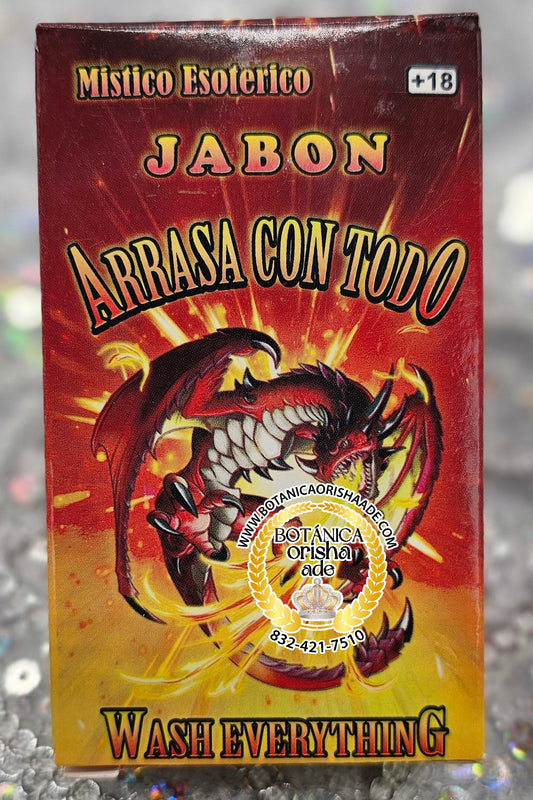 Mistico Esoterico
+18
JABON
ARRASA CON TODO
WWW.BOTANICAORISHAADE.COM
BOTÁNICA
orisha
ade
832-421-7510
WASH EVERYTHING